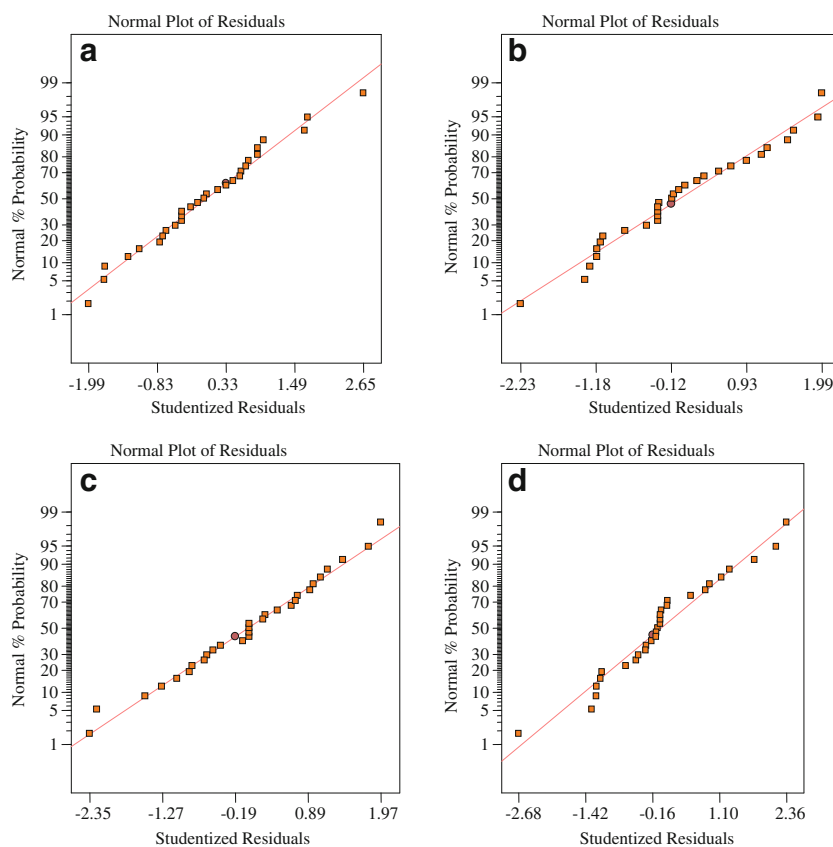 Normal Plot of Residuals
a
Normal % Probability
99
95
90
80
70
50
30
20
10
5
1
-1.99 -0.83 0.33 1.49 2.65
Studentized Residuals
Normal Plot of Residuals
b
Normal % Probability
99
95
90
80
70
50
30
20
10
5
1
-2.23 -1.18 -0.12 0.93 1.99
Studentized Residuals
Normal Plot of Residuals
c
Normal % Probability
99
95
90
80
70
50
30
20
10
5
1
-2.35 -1.27 -0.19 0.89 1.97
Studentized Residuals
Normal Plot of Residuals
d
Normal % Probability
99
95
90
80
70
50
30
20
10
5
1
-2.68 -1.42 -0.16 1.10 2.36
Studentized Residuals